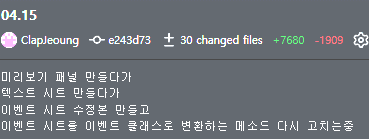 04.15
ClapJeoung e243d73 ± 30 changed files +7680 -1909
미리보기 패널 만들다가
텍스트 시트 만들다가
이벤트 시트 수정본 만들고
이벤트 시트을 이벤트 클래스로 변환하는 메소드 다시 고치는중